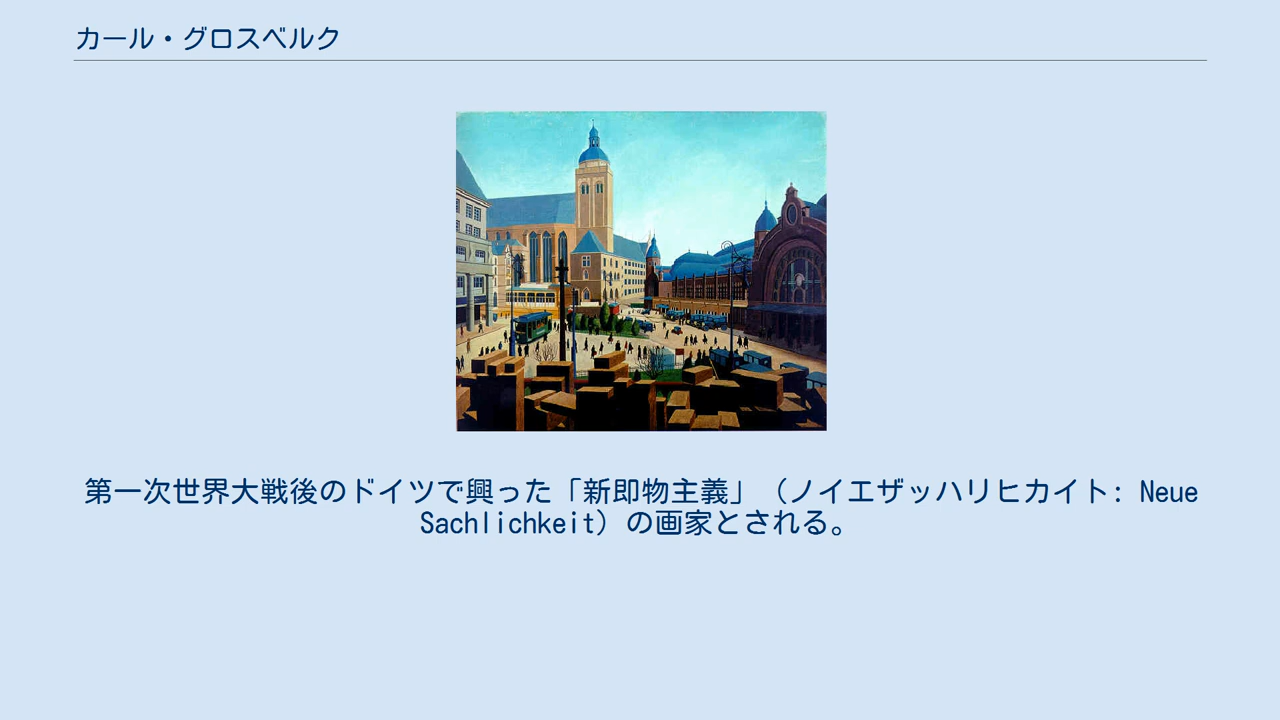 カール・グロスベルク
第一次世界大戦後のドイツで興った「新即物主義」（ノイエザッハリヒカイト: Neue
Sachlichkeit）の画家とされる。